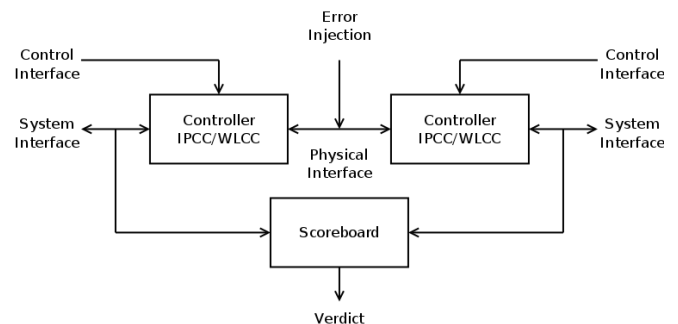 Error
Injection
Control
Interface
Control
Interface
System
Interface
Controller
IPCC/WLCC
Physical
Interface
Controller
IPCC/WLCC
System
Interface
Scoreboard
Verdict